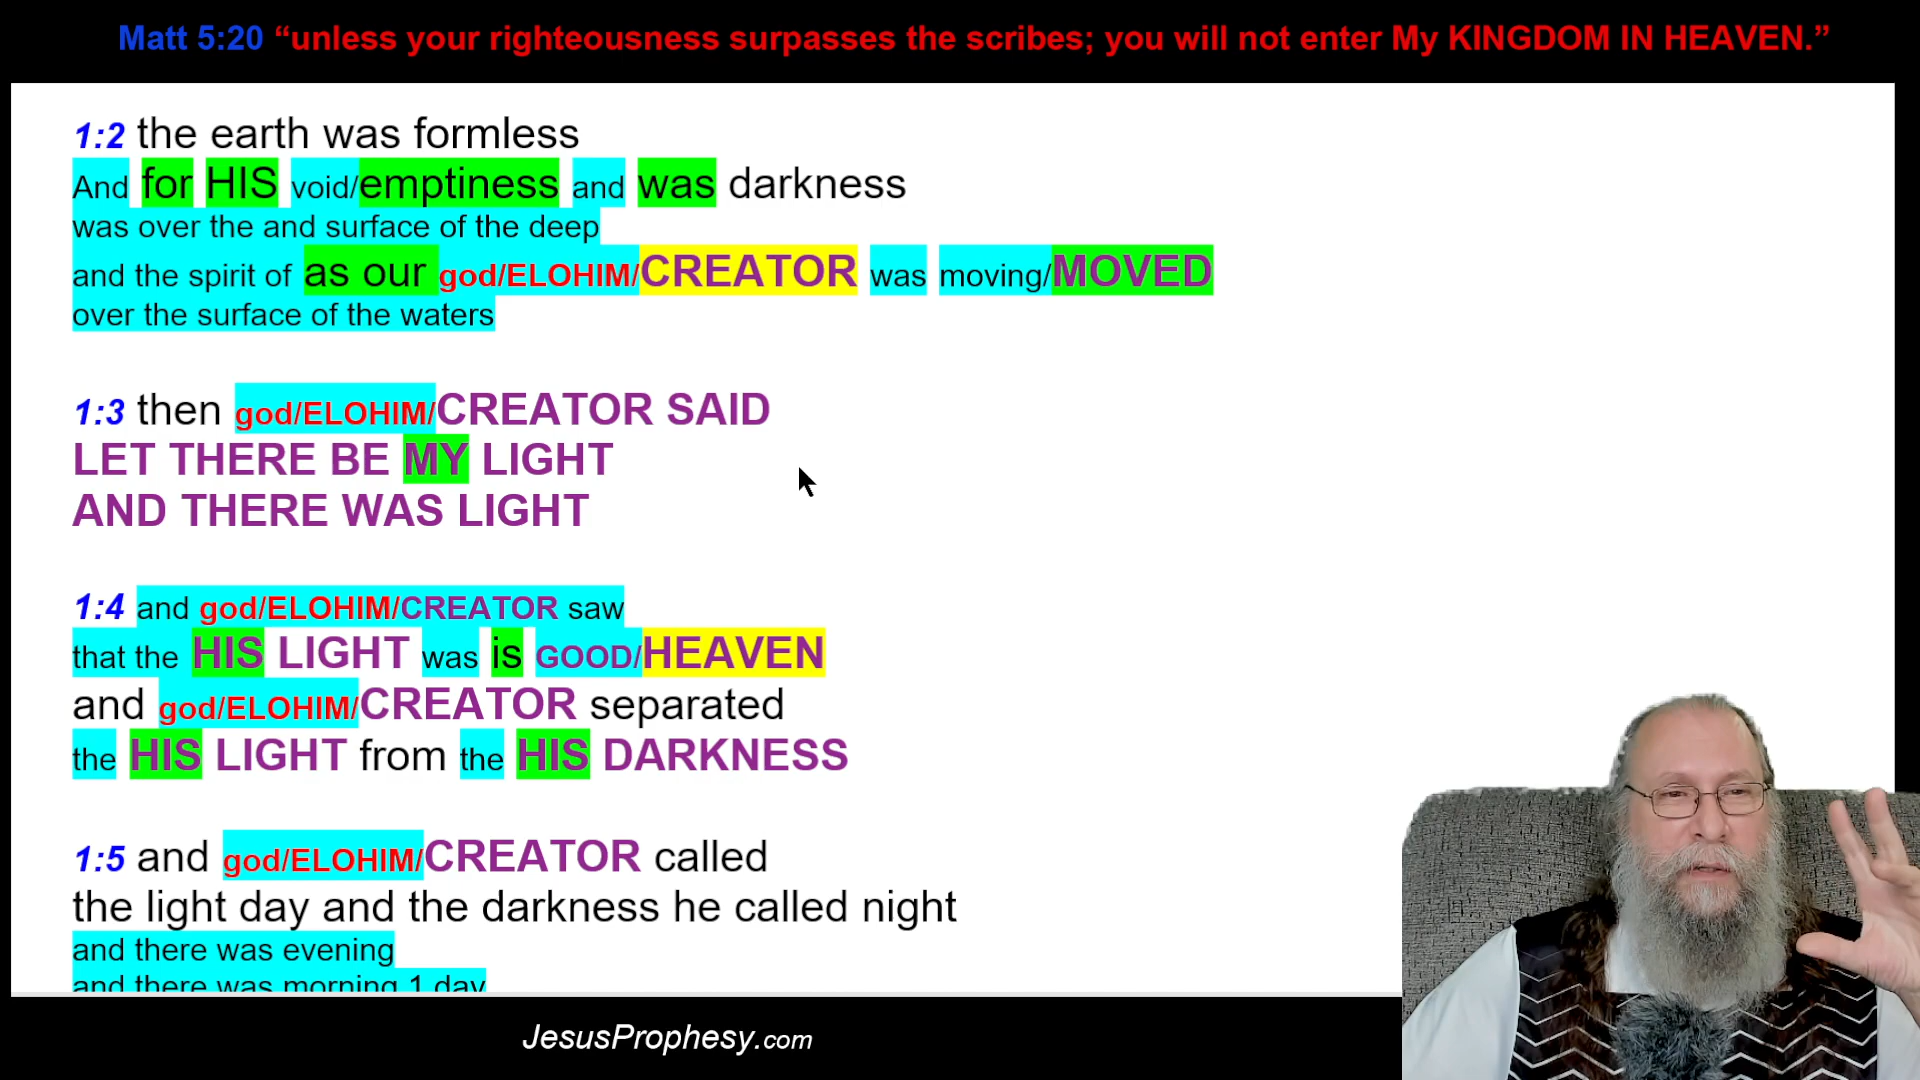 Matt 5:20 “unless your righteousness surpasses the scribes; you will not enter My KINGDOM IN HEAVEN.”
1:2 the earth was formless
And for HIS void/emptiness and was darkness
was over the and surface of the deep
and the spirit of as our god/ELOHIM/CREATOR was moving/MOVED
over the surface of the waters
1:3 then god/ELOHIM/CREATOR SAID
LET THERE BE MY LIGHT
AND THERE WAS LIGHT
1:4 and god/ELOHIM/CREATOR saw
that the HIS LIGHT was is GOOD/HEAVEN
and god/ELOHIM/CREATOR separated
the HIS LIGHT from the HIS DARKNESS
1:5 and god/ELOHIM/CREATOR called
the light day and the darkness he called night
and there was evening
and there was morning 1 day
JesusProphesy.com